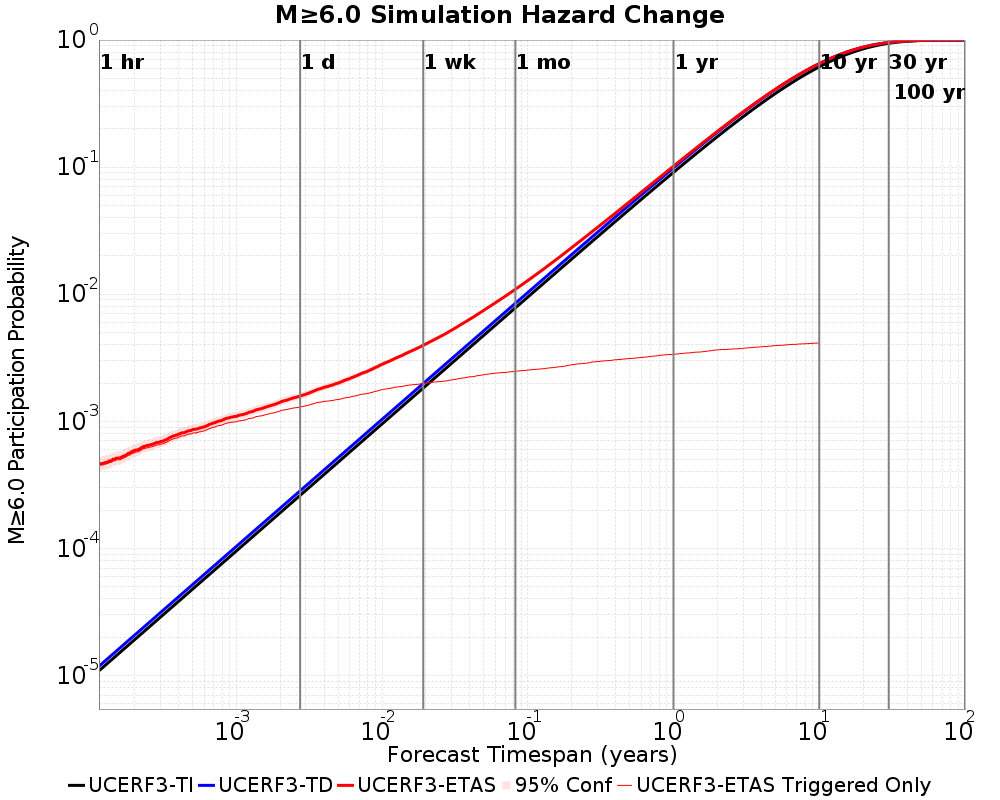 M≥6.0 Simulation Hazard Change
M≥6.0 Participation Probability
10^0
10^-1
10^-2
10^-3
10^-4
10^-5
1 hr
1 d
1 wk
1 mo
1 yr
10 yr
30 yr
100 yr
10^-3
10^-2
10^-1
10^0
10^1
10^2
Forecast Timespan (years)
UCERF3-TI UCERF3-TD UCERF3-ETAS 95% Conf UCERF3-ETAS Triggered Only